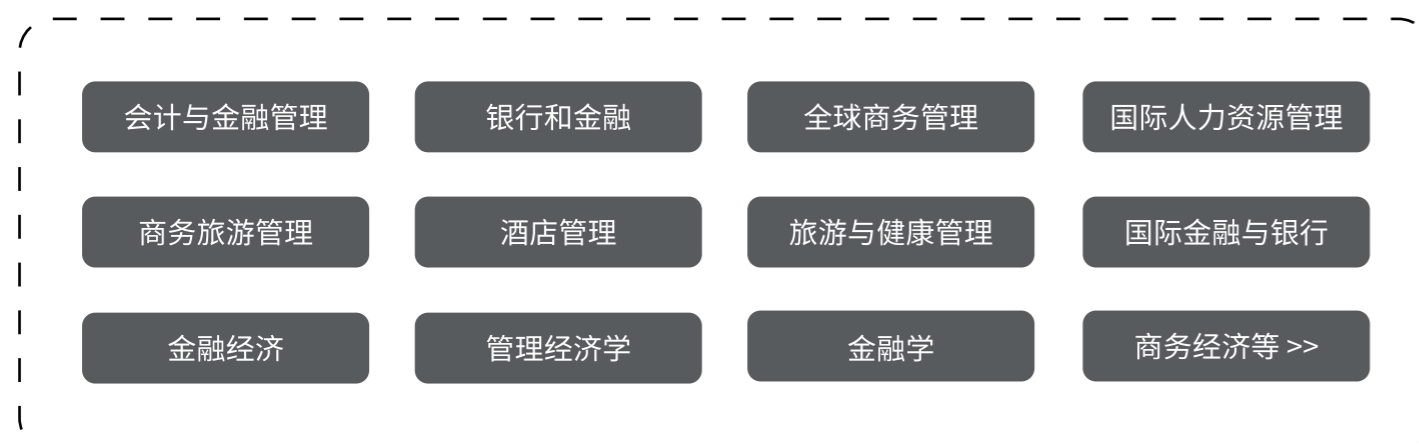 会计与金融管理
银行和金融
全球商务管理
国际人力资源管理
商务旅游管理
酒店管理
旅游与健康管理
国际金融与银行
金融经济
管理经济学
金融学
商务经济等 >>